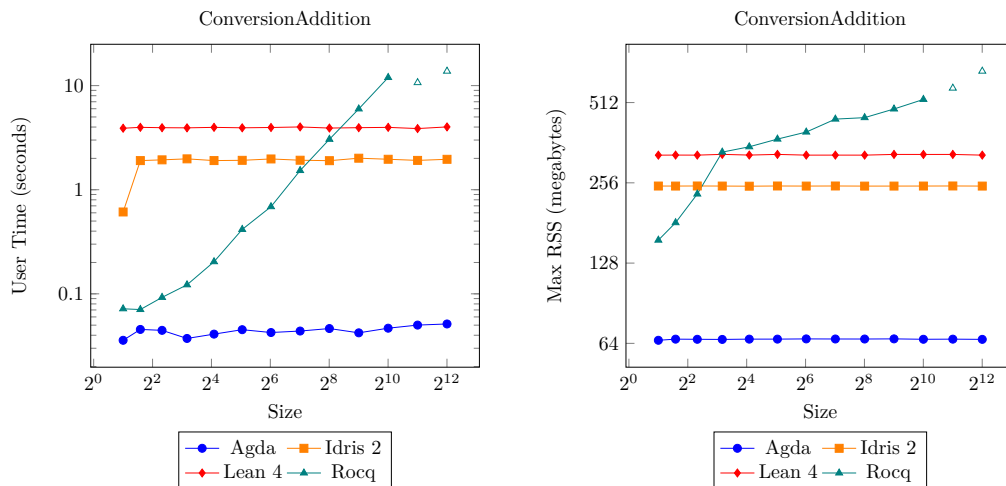 ConversionAddition
User Time (seconds)
10
1
0.1
2^0 2^2 2^4 2^6 2^8 2^10 2^12
Size
Agda Idris 2
Lean 4 Rocq
ConversionAddition
Max RSS (megabytes)
512
256
128
64
2^0 2^2 2^4 2^6 2^8 2^10 2^12
Size
Agda Idris 2
Lean 4 Rocq